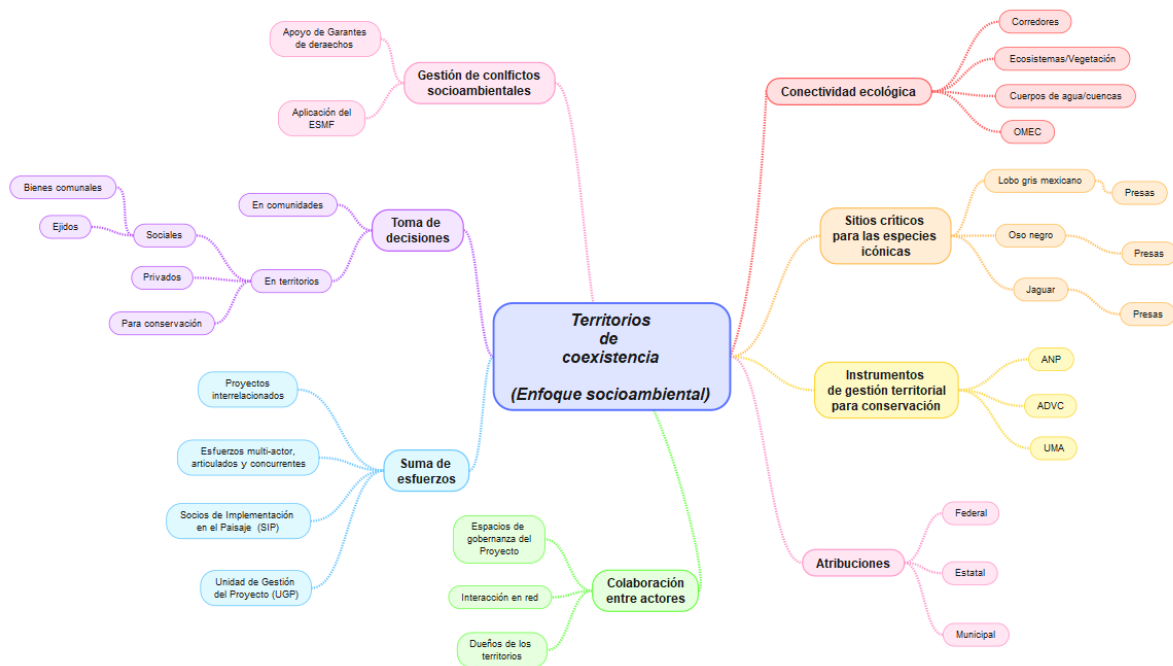 Territorios
de
coexistencia
(Enfoque socioambiental)
Gestión de conlfictos
socioambientales
Apoyo de Garantes
de deraechos
Aplicación del
ESMF
Toma de
decisiones
En comunidades
En territorios
Sociales
Bienes comunales
Ejidos
Privados
Para conservación
Suma de
esfuerzos
Proyectos
interrelacionados
Esfuerzos multi-actor,
articulados y concurrentes
Socios de Implementación
en el Paisaje (SIP)
Unidad de Gestión
del Proyecto (UGP)
Colaboración
entre actores
Espacios de
gobernanza del
Proyecto
Interacción en red
Dueños de los
territorios
Conectividad ecológica
Corredores
Ecosistemas/Vegetación
Cuerpos de agua/cuencas
OMEC
Sitios críticos
para las especies
icónicas
Lobo gris mexicano
Presas
Oso negro
Presas
Jaguar
Presas
Instrumentos
de gestión territorial
para conservación
ANP
ADVC
UMA
Atribuciones
Federal
Estatal
Municipal